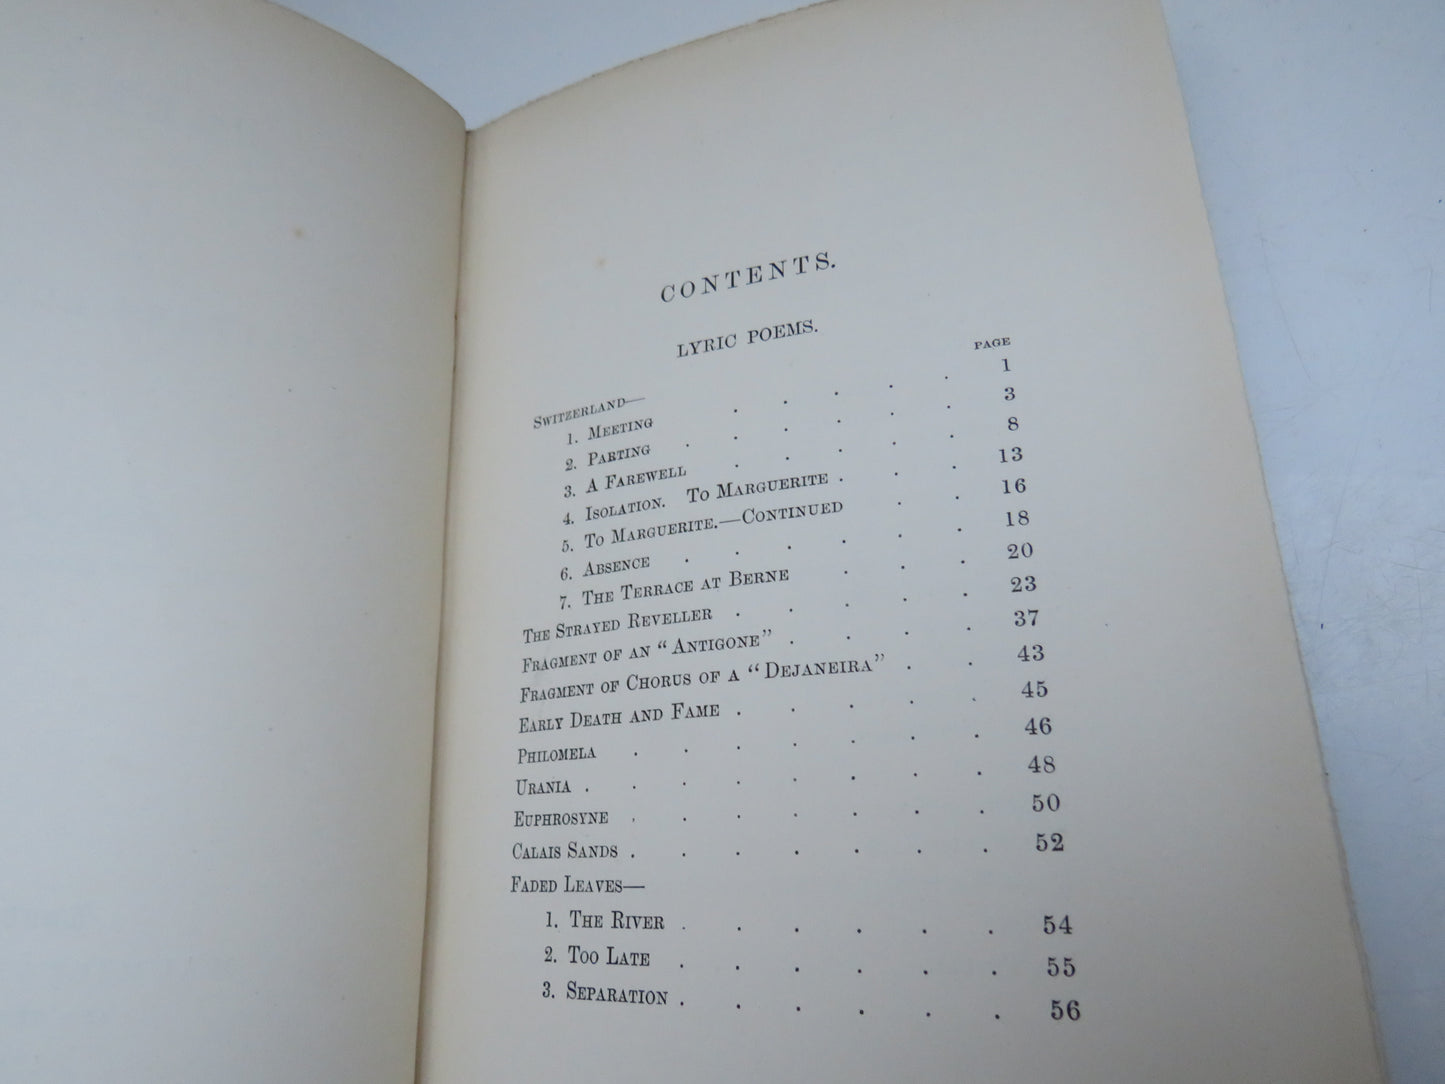 CONTENTS.
LYRIC POEMS.
PAGE
SWITZERLAND—
1. MEETING . . . . . 1
2. PARTING . . . . . . 3
3. A FAREWELL . . . . . 8
4. ISOLATION. TO MARGUERITE . . . 13
5. TO MARGUERITE.—CONTINUED . . 16
6. ABSENCE . . . . . . 18
7. THE TERRACE AT BERNE . . . 20
THE STRAYED REVELLER . . . . . 23
FRAGMENT OF AN "ANTIGONE" . . . . 37
FRAGMENT OF CHORUS OF A "DEJANEIRA" . . 43
EARLY DEATH AND FAME . . . . . 45
PHILOMELA . . . . . . . 46
URANIA . . . . . . . . 48
EUPHROSYNE . . . . . . . 50
CALAIS SANDS . . . . . . . 52
FADED LEAVES—
1. THE RIVER . . . . . . 54
2. TOO LATE . . . . . . 55
3. SEPARATION . . . . . . 56